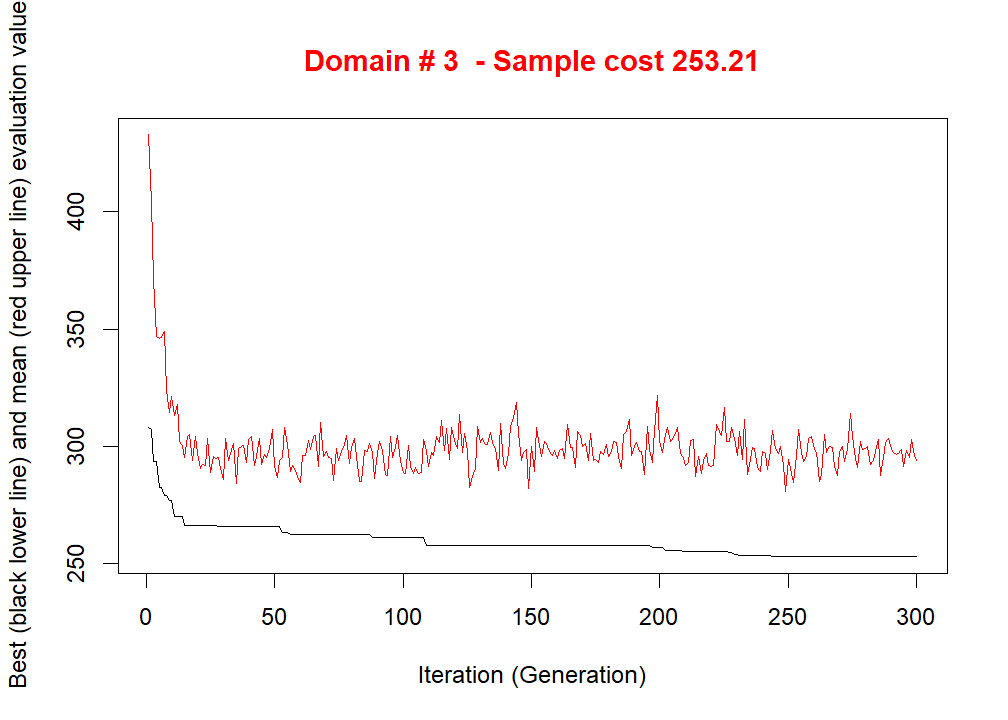 Domain # 3  - Sample cost 253.21
Best (black lower line) and mean (red upper line) evaluation value
400
350
300
250
0 50 100 150 200 250 300
Iteration (Generation)